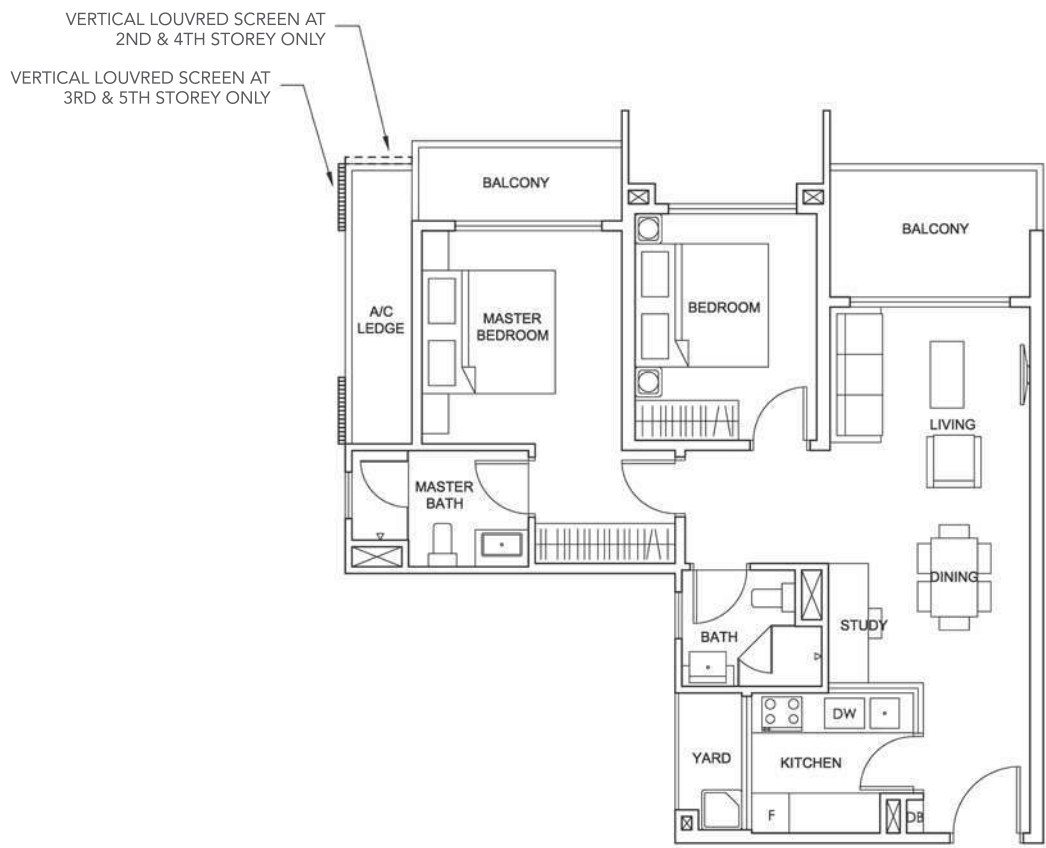 VERTICAL LOUVRED SCREEN AT
2ND & 4TH STOREY ONLY
VERTICAL LOUVRED SCREEN AT
3RD & 5TH STOREY ONLY
BALCONY
BALCONY
A/C
LEDGE
MASTER
BEDROOM
BEDROOM
LIVING
MASTER
BATH
DINING
STUDY
BATH
DW
YARD
KITCHEN
F
DB